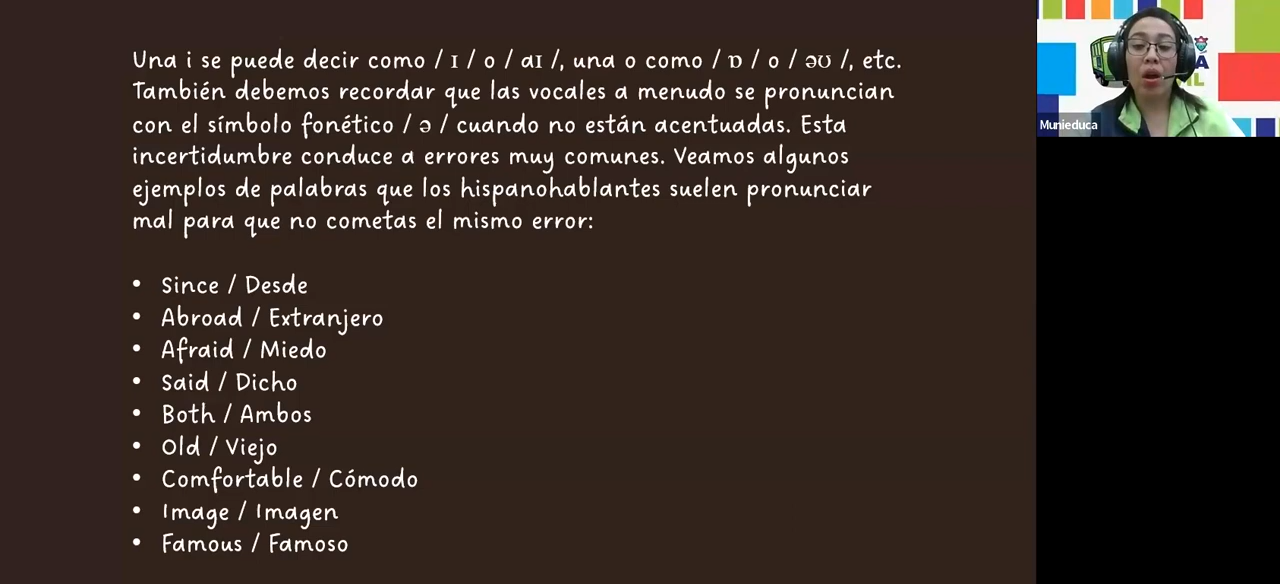 Una i se puede decir como / ɪ / o / aɪ /, una o como / ɒ / o / əʊ /, etc.
También debemos recordar que las vocales a menudo se pronuncian
con el símbolo fonético / ə / cuando no están acentuadas. Esta
incertidumbre conduce a errores muy comunes. Veamos algunos
ejemplos de palabras que los hispanohablantes suelen pronunciar
mal para que no cometas el mismo error:
• Since / Desde
• Abroad / Extranjero
• Afraid / Miedo
• Said / Dicho
• Both / Ambos
• Old / Viejo
• Comfortable / Cómodo
• Image / Imagen
• Famous / Famoso
Munieduca